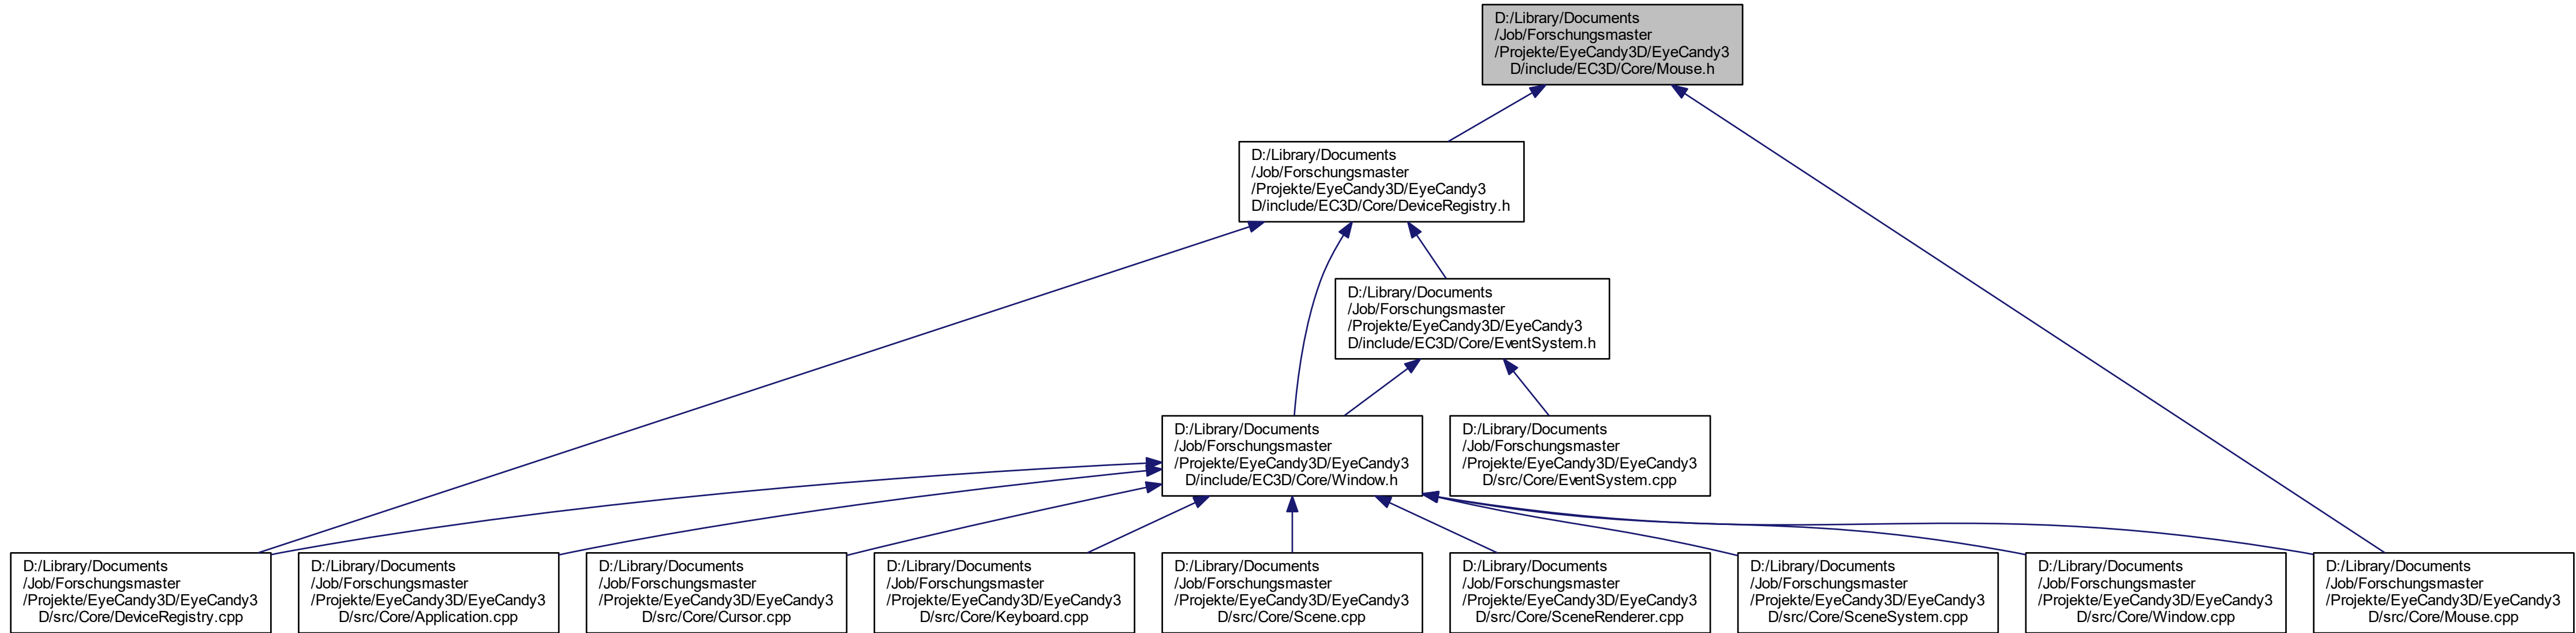 D:/Library/Documents
/Job/Forschungsmaster
/Projekte/EyeCandy3D/EyeCandy3
D/include/EC3D/Core/Mouse.h
D:/Library/Documents
/Job/Forschungsmaster
/Projekte/EyeCandy3D/EyeCandy3
D/include/EC3D/Core/DeviceRegistry.h
D:/Library/Documents
/Job/Forschungsmaster
/Projekte/EyeCandy3D/EyeCandy3
D/include/EC3D/Core/EventSystem.h
D:/Library/Documents
/Job/Forschungsmaster
/Projekte/EyeCandy3D/EyeCandy3
D/include/EC3D/Core/Window.h
D:/Library/Documents
/Job/Forschungsmaster
/Projekte/EyeCandy3D/EyeCandy3
D/src/Core/EventSystem.cpp
D:/Library/Documents
/Job/Forschungsmaster
/Projekte/EyeCandy3D/EyeCandy3
D/src/Core/DeviceRegistry.cpp
D:/Library/Documents
/Job/Forschungsmaster
/Projekte/EyeCandy3D/EyeCandy3
D/src/Core/Application.cpp
D:/Library/Documents
/Job/Forschungsmaster
/Projekte/EyeCandy3D/EyeCandy3
D/src/Core/Cursor.cpp
D:/Library/Documents
/Job/Forschungsmaster
/Projekte/EyeCandy3D/EyeCandy3
D/src/Core/Keyboard.cpp
D:/Library/Documents
/Job/Forschungsmaster
/Projekte/EyeCandy3D/EyeCandy3
D/src/Core/Scene.cpp
D:/Library/Documents
/Job/Forschungsmaster
/Projekte/EyeCandy3D/EyeCandy3
D/src/Core/SceneRenderer.cpp
D:/Library/Documents
/Job/Forschungsmaster
/Projekte/EyeCandy3D/EyeCandy3
D/src/Core/SceneSystem.cpp
D:/Library/Documents
/Job/Forschungsmaster
/Projekte/EyeCandy3D/EyeCandy3
D/src/Core/Window.cpp
D:/Library/Documents
/Job/Forschungsmaster
/Projekte/EyeCandy3D/EyeCandy3
D/src/Core/Mouse.cpp